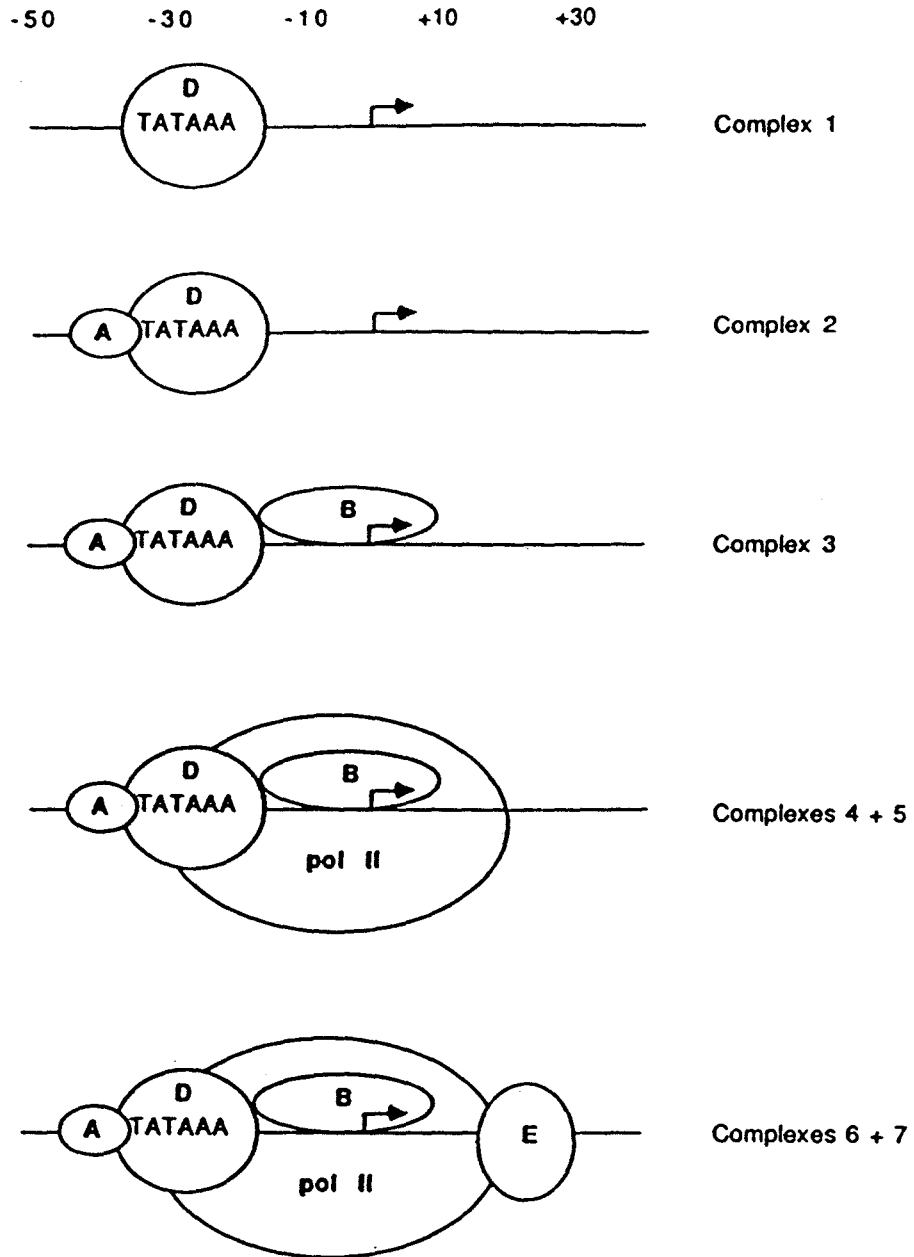 -50 -30 -10 +10 +30
D
TATAAA
Complex 1
D
A TATAAA
Complex 2
D B
A TATAAA
Complex 3
D B
A TATAAA
Complexes 4 + 5
pol II
D B
A TATAAA E
Complexes 6 + 7
pol II